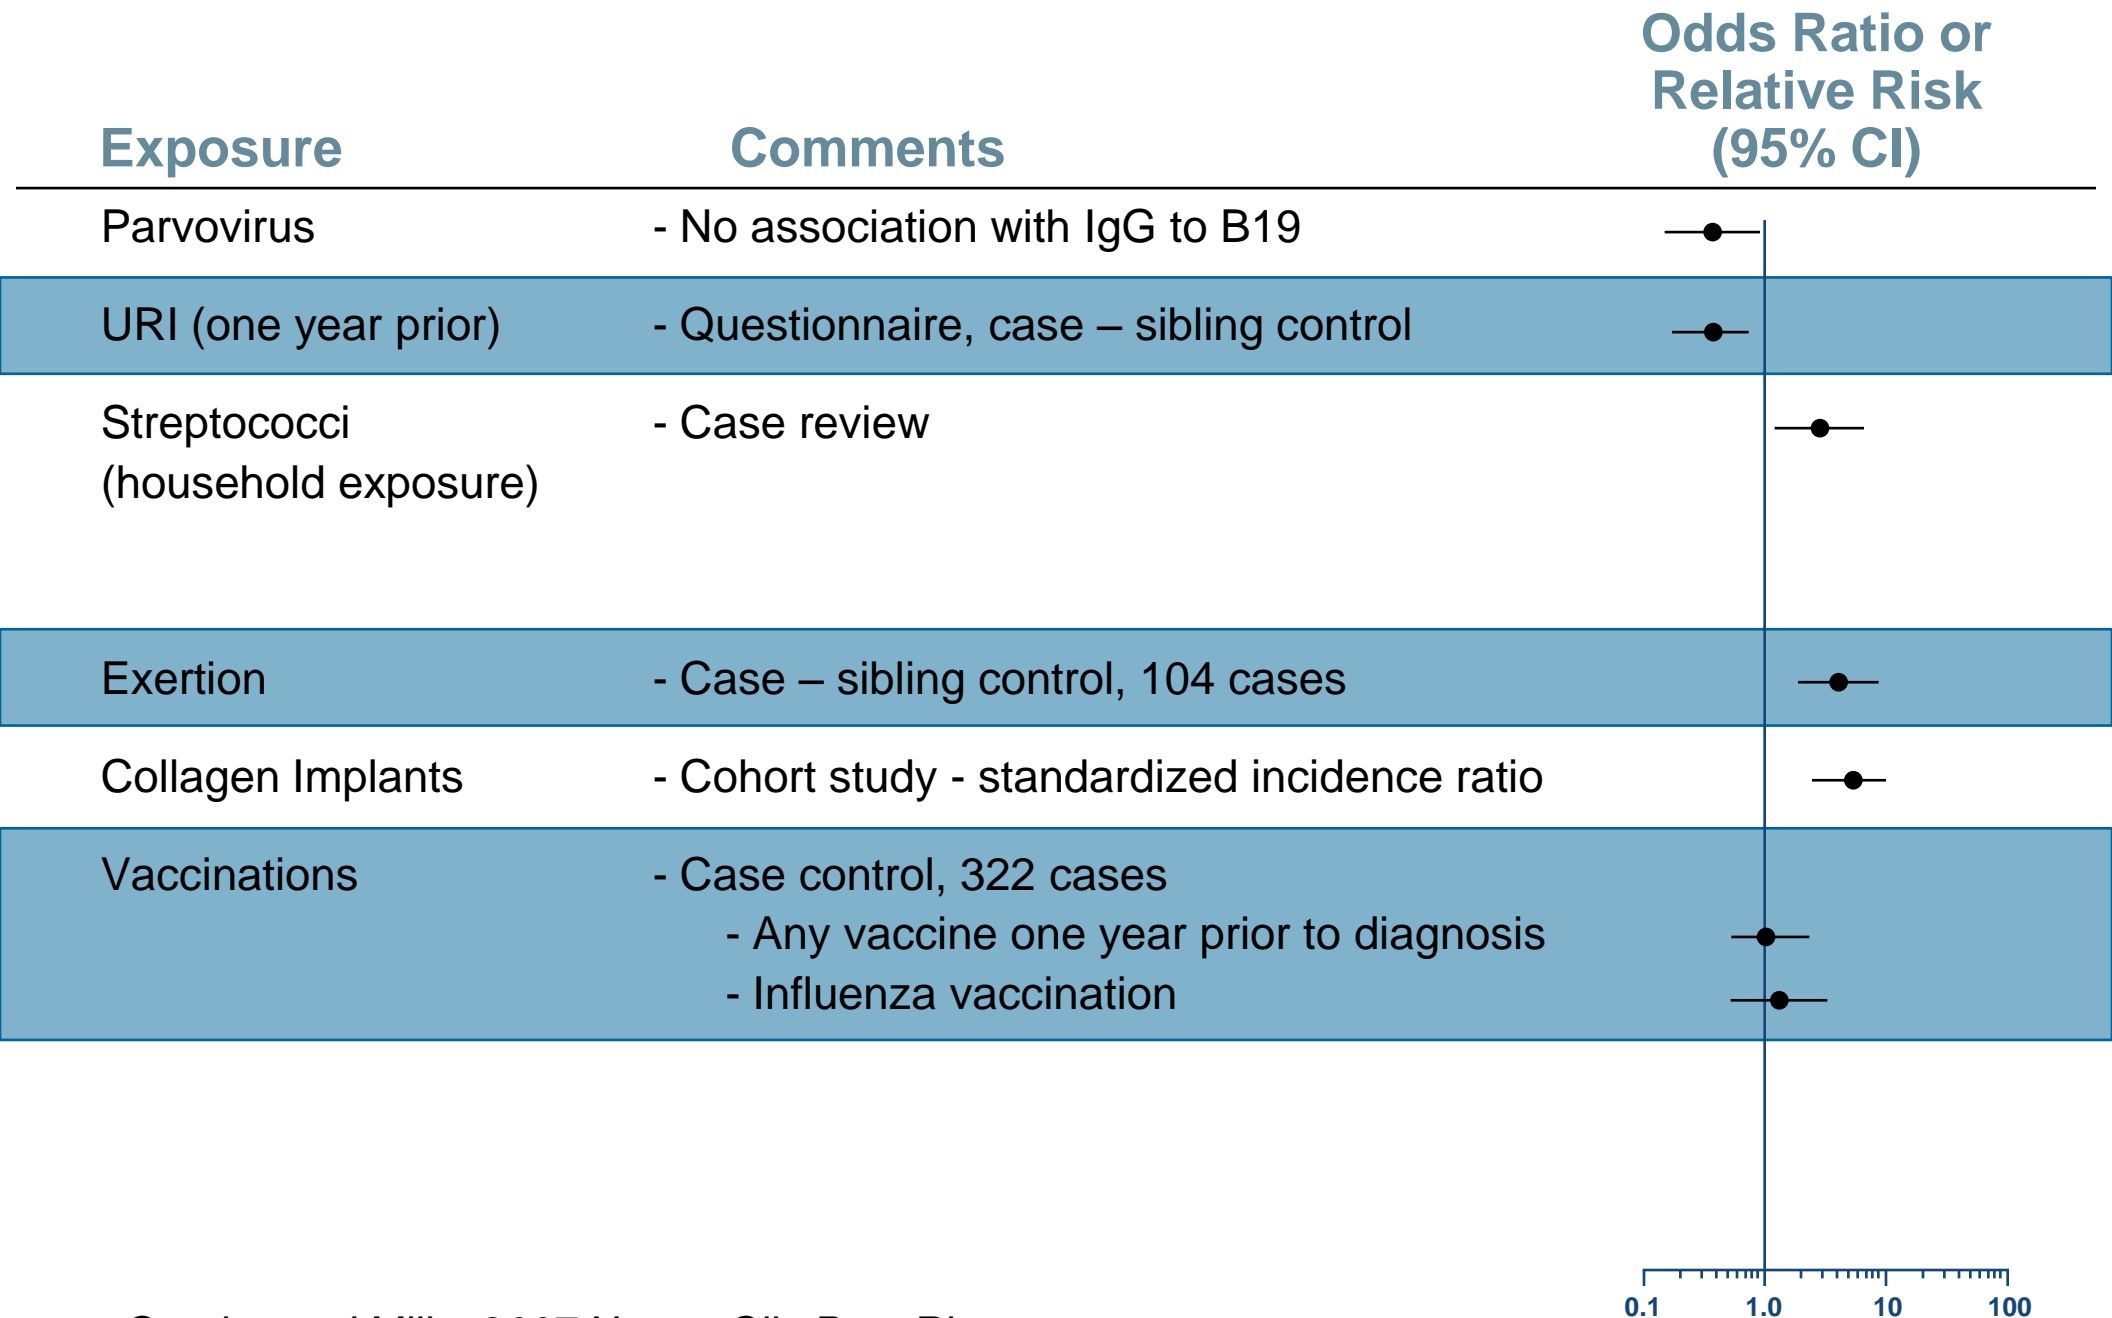 Odds Ratio or
Relative Risk
Exposure Comments (95% CI)
Parvovirus - No association with IgG to B19
URI (one year prior) - Questionnaire, case – sibling control
Streptococci - Case review
(household exposure)
Exertion - Case – sibling control, 104 cases
Collagen Implants - Cohort study - standardized incidence ratio
Vaccinations - Case control, 322 cases
- Any vaccine one year prior to diagnosis
- Influenza vaccination
0.1 1.0 10 100